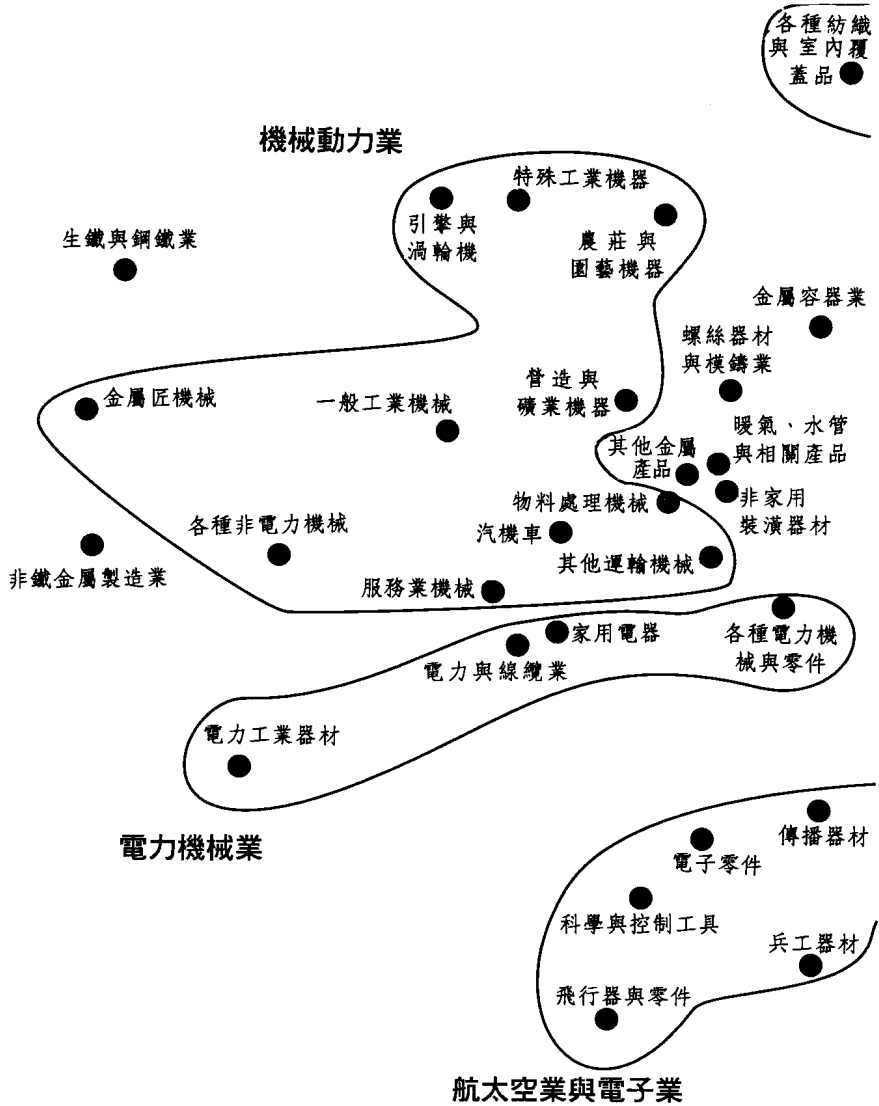 各種紡織
與室內覆
蓋品
機械動力業
特殊工業機器
引擎與
渦輪機
農莊與
園藝機器
生鐵與鋼鐵業
金屬容器業
螺絲器材
與模鑄業
營造與
礦業機器
金屬匠機械
一般工業機械
暖氣、水管
與相關產品
其他金屬
產品
物料處理機械
非家用
裝潢器材
各種非電力機械
汽機車
其他運輸機械
非鐵金屬製造業
服務業機械
家用電器
各種電力機
械與零件
電力與線纜業
電力工業器材
電力機械業
傳播器材
電子零件
科學與控制工具
兵工器材
飛行器與零件
航太空業與電子業